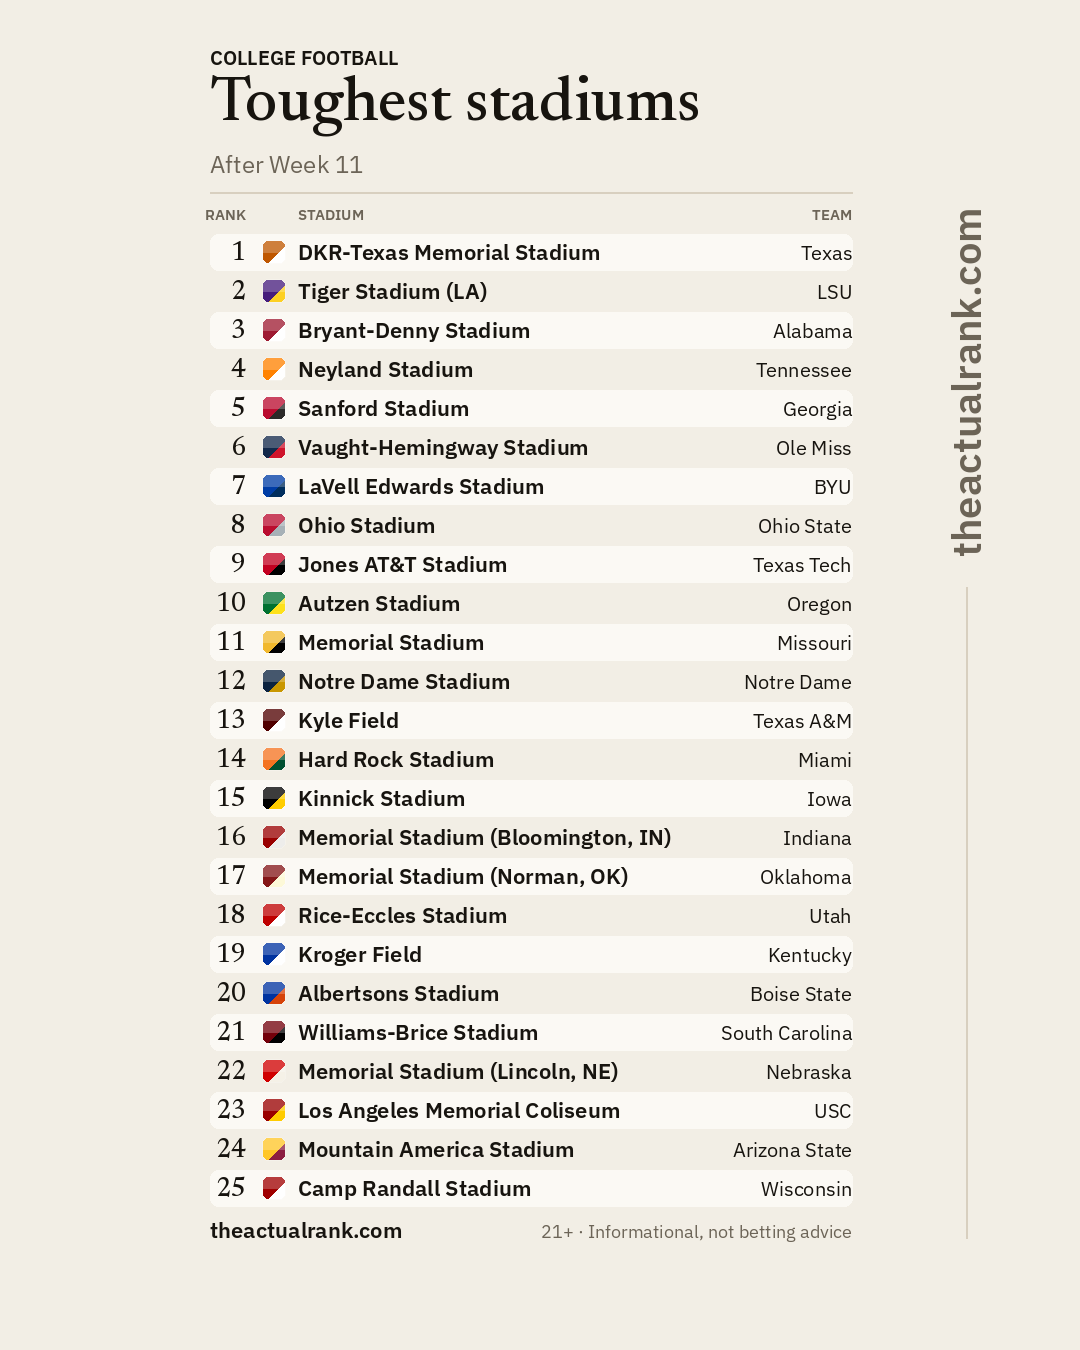 COLLEGE FOOTBALL
Toughest stadiums
After Week 11
RANK STADIUM TEAM
1 DKR-Texas Memorial Stadium Texas
2 Tiger Stadium (LA) LSU
3 Bryant-Denny Stadium Alabama
4 Neyland Stadium Tennessee
5 Sanford Stadium Georgia
6 Vaught-Hemingway Stadium Ole Miss
7 LaVell Edwards Stadium BYU
8 Ohio Stadium Ohio State
9 Jones AT&T Stadium Texas Tech
10 Autzen Stadium Oregon
11 Memorial Stadium Missouri
12 Notre Dame Stadium Notre Dame
13 Kyle Field Texas A&M
14 Hard Rock Stadium Miami
15 Kinnick Stadium Iowa
16 Memorial Stadium (Bloomington, IN) Indiana
17 Memorial Stadium (Norman, OK) Oklahoma
18 Rice-Eccles Stadium Utah
19 Kroger Field Kentucky
20 Albertsons Stadium Boise State
21 Williams-Brice Stadium South Carolina
22 Memorial Stadium (Lincoln, NE) Nebraska
23 Los Angeles Memorial Coliseum USC
24 Mountain America Stadium Arizona State
25 Camp Randall Stadium Wisconsin
theactualrank.com 21+ · Informational, not betting advice
theactualrank.com